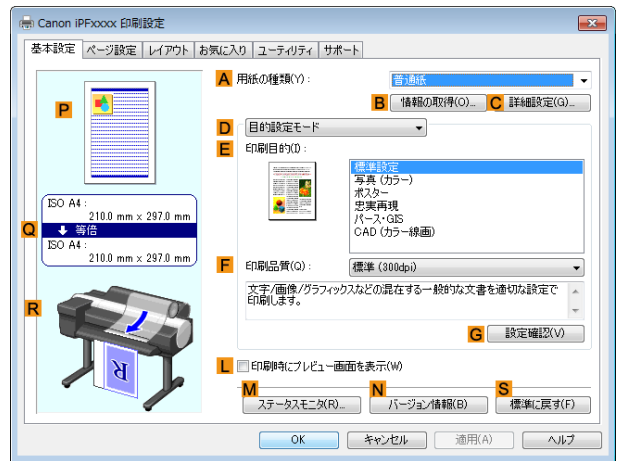 Canon iPFxxxx 印刷設定
基本設定 ページ設定 レイアウト お気に入り ユーティリティ サポート
A 用紙の種類(Y): 普通紙
B 情報の取得(O)... C 詳細設定(G)...
P
D 目的設定モード
E 印刷目的(I):
標準設定
写真 (カラー)
ポスター
忠実再現
パース・GIS
CAD (カラー線画)
ISO A4 :
210.0 mm x 297.0 mm
Q 等倍
ISO A4 :
210.0 mm x 297.0 mm
F 印刷品質(Q): 標準 (300dpi)
文字/画像/グラフィックスなどの混在する一般的な文書を適切な設定で
印刷します。
R
G 設定確認(V)
L 印刷時にプレビュー画面を表示(W)
M ステータスモニタ(R)... N バージョン情報(B) S 標準に戻す(F)
OK キャンセル 適用(A) ヘルプ